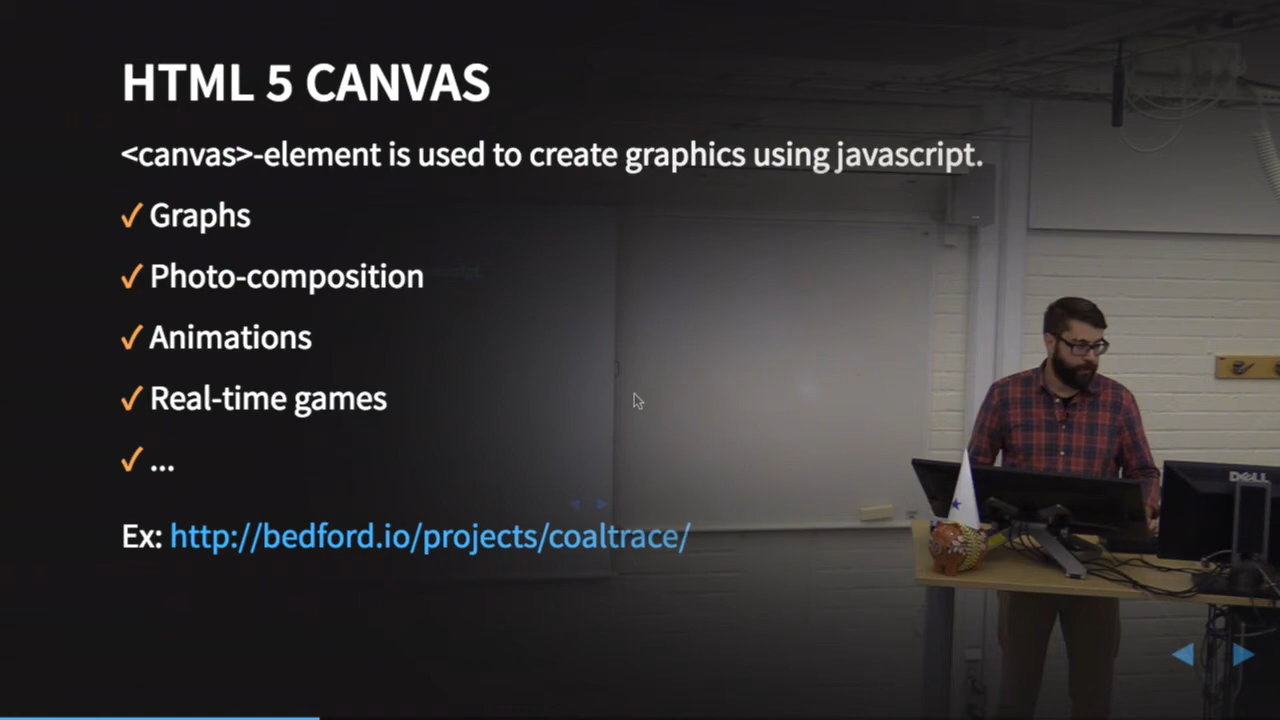 HTML 5 CANVAS
<canvas>-element is used to create graphics using javascript.
✓ Graphs
✓ Photo-composition
✓ Animations
✓ Real-time games
✓ ...
Ex: http://bedford.io/projects/coaltrace/
DELL